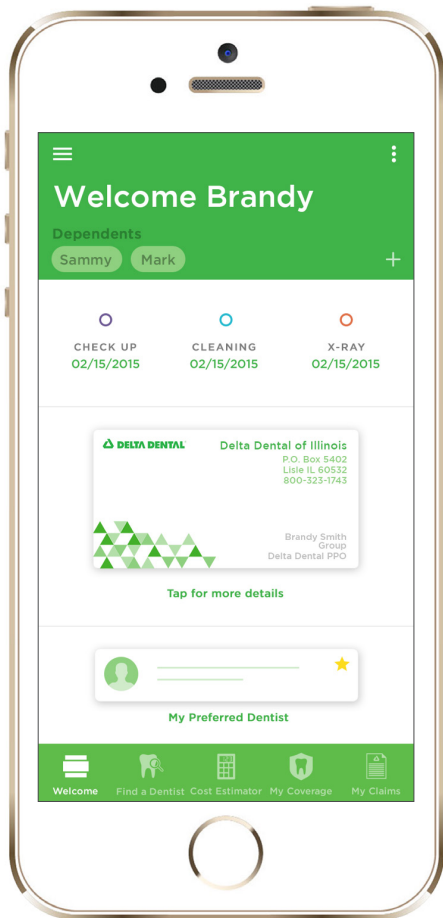 Welcome Brandy
Dependents
Sammy Mark
CHECK UP CLEANING X-RAY
02/15/2015 02/15/2015 02/15/2015
DELTA DENTAL Delta Dental of Illinois
P.O. Box 5402
Lisle IL 60532
800-323-1743
Brandy Smith
Group
Delta Dental PPO
Tap for more details
My Preferred Dentist
Welcome Find a Dentist Cost Estimator My Coverage My Claims